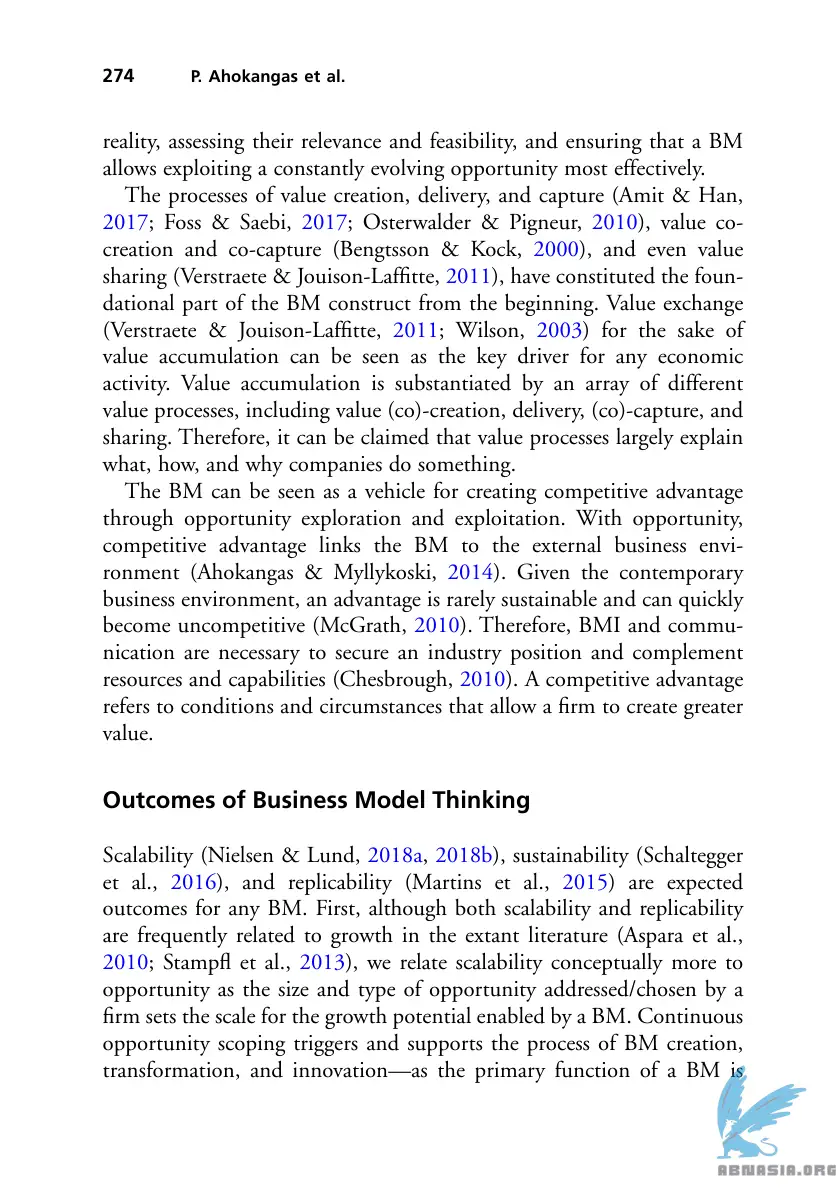 274 P. Ahokangas et al.
reality, assessing their relevance and feasibility, and ensuring that a BM
allows exploiting a constantly evolving opportunity most effectively.
The processes of value creation, delivery, and capture (Amit & Han,
2017; Foss & Saebi, 2017; Osterwalder & Pigneur, 2010), value co-
creation and co-capture (Bengtsson & Kock, 2000), and even value
sharing (Verstraete & Jouison-Laffitte, 2011), have constituted the foun-
dational part of the BM construct from the beginning. Value exchange
(Verstraete & Jouison-Laffitte, 2011; Wilson, 2003) for the sake of
value accumulation can be seen as the key driver for any economic
activity. Value accumulation is substantiated by an array of different
value processes, including value (co)-creation, delivery, (co)-capture, and
sharing. Therefore, it can be claimed that value processes largely explain
what, how, and why companies do something.
The BM can be seen as a vehicle for creating competitive advantage
through opportunity exploration and exploitation. With opportunity,
competitive advantage links the BM to the external business envi-
ronment (Ahokangas & Myllykoski, 2014). Given the contemporary
business environment, an advantage is rarely sustainable and can quickly
become uncompetitive (McGrath, 2010). Therefore, BMI and commu-
nication are necessary to secure an industry position and complement
resources and capabilities (Chesbrough, 2010). A competitive advantage
refers to conditions and circumstances that allow a firm to create greater
value.
Outcomes of Business Model Thinking
Scalability (Nielsen & Lund, 2018a, 2018b), sustainability (Schaltegger
et al., 2016), and replicability (Martins et al., 2015) are expected
outcomes for any BM. First, although both scalability and replicability
are frequently related to growth in the extant literature (Aspara et al.,
2010; Stampfl et al., 2013), we relate scalability conceptually more to
opportunity as the size and type of opportunity addressed/chosen by a
firm sets the scale for the growth potential enabled by a BM. Continuous
opportunity scoping triggers and supports the process of BM creation,
transformation, and innovation—as the primary function of a BM is
ABNASIA.ORG